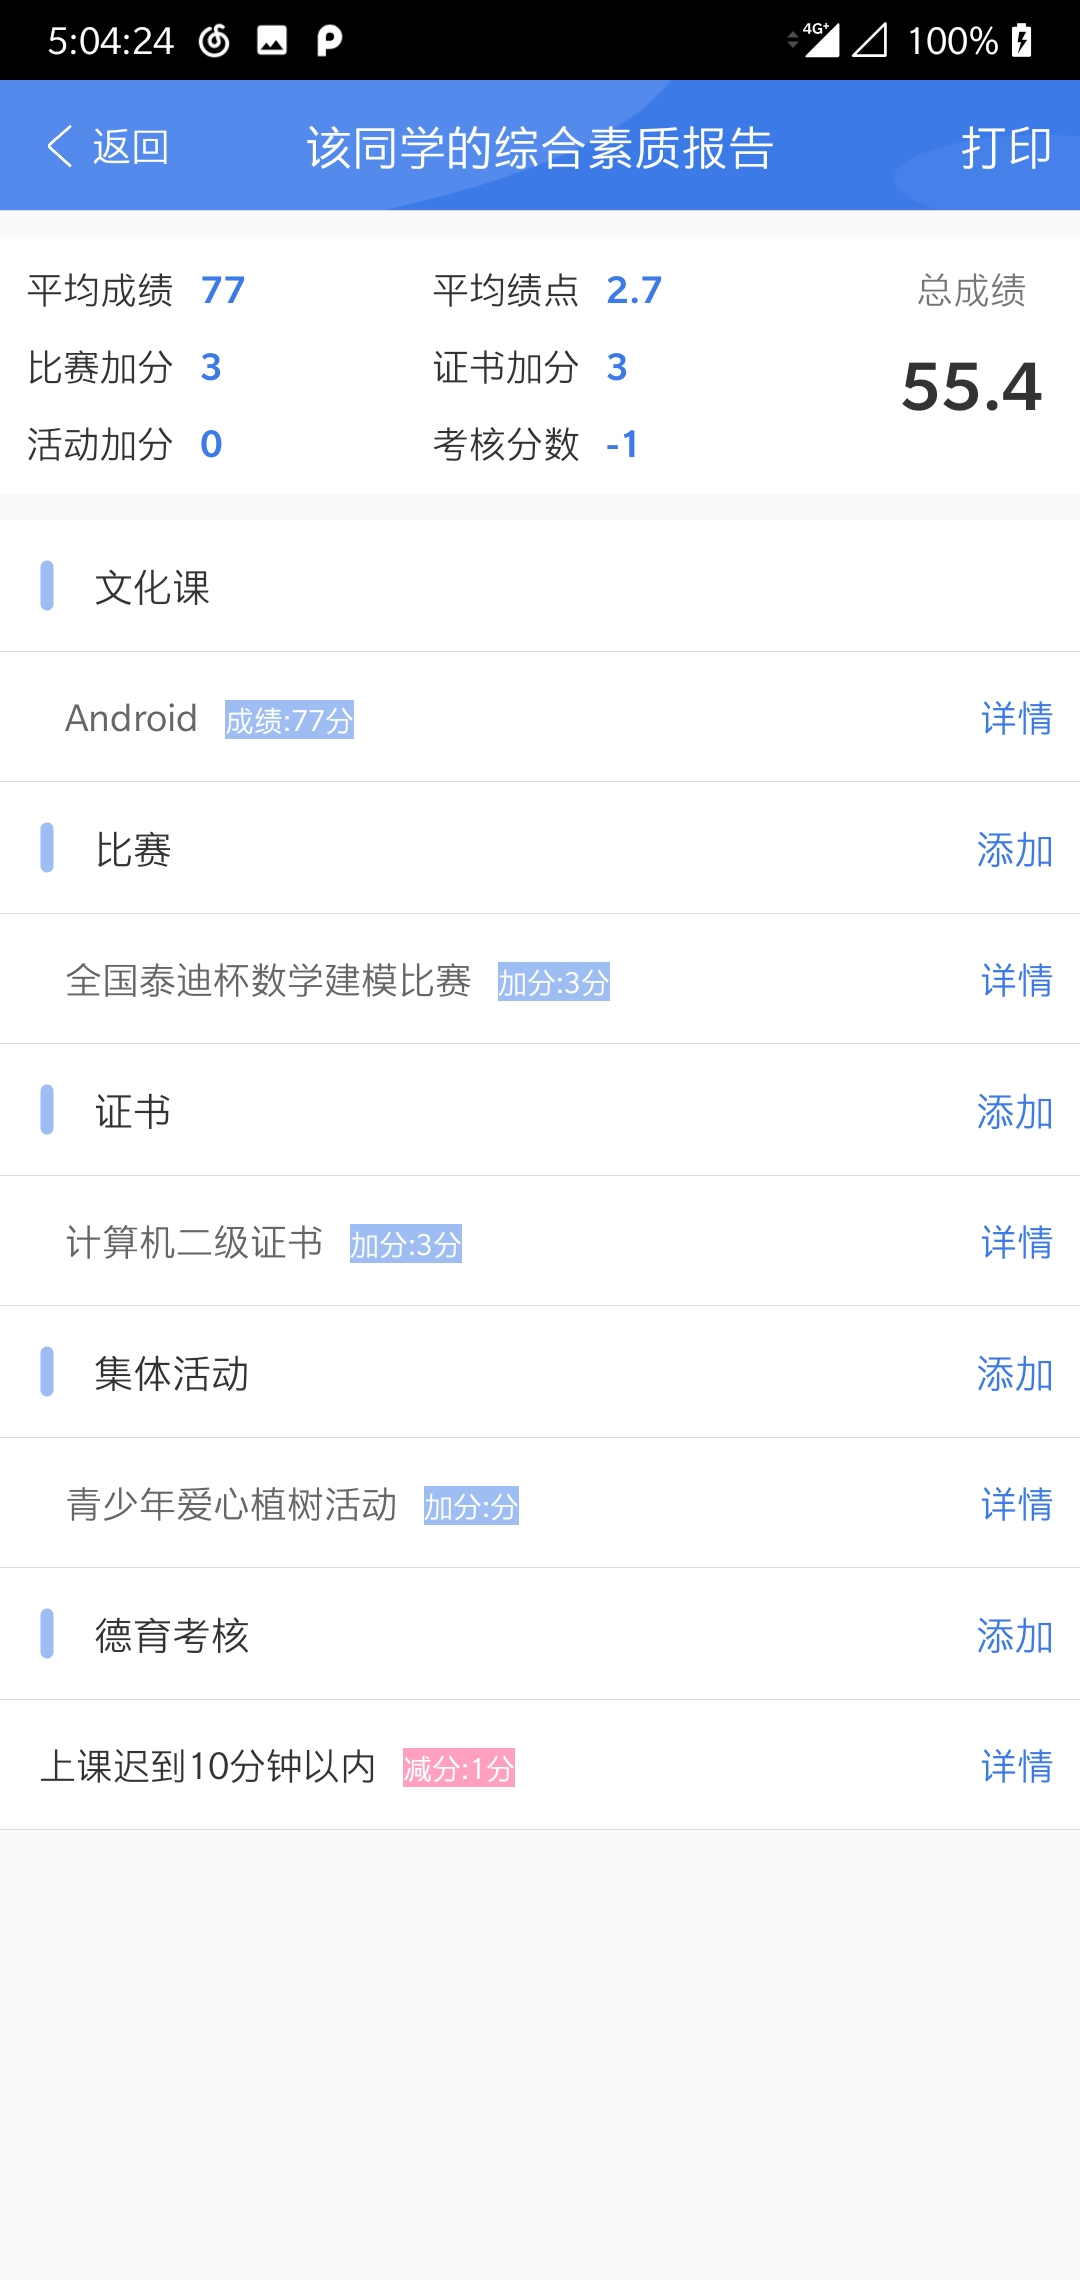 5:04:24 4G+ 100%
返回 该同学的综合素质报告 打印
平均成绩 77 平均绩点 2.7 总成绩
比赛加分 3 证书加分 3 55.4
活动加分 0 考核分数 -1
文化课
Android 成绩:77分 详情
比赛 添加
全国泰迪杯数学建模比赛 加分:3分 详情
证书 添加
计算机二级证书 加分:3分 详情
集体活动 添加
青少年爱心植树活动 加分:分 详情
德育考核 添加
上课迟到10分钟以内 减分:1分 详情